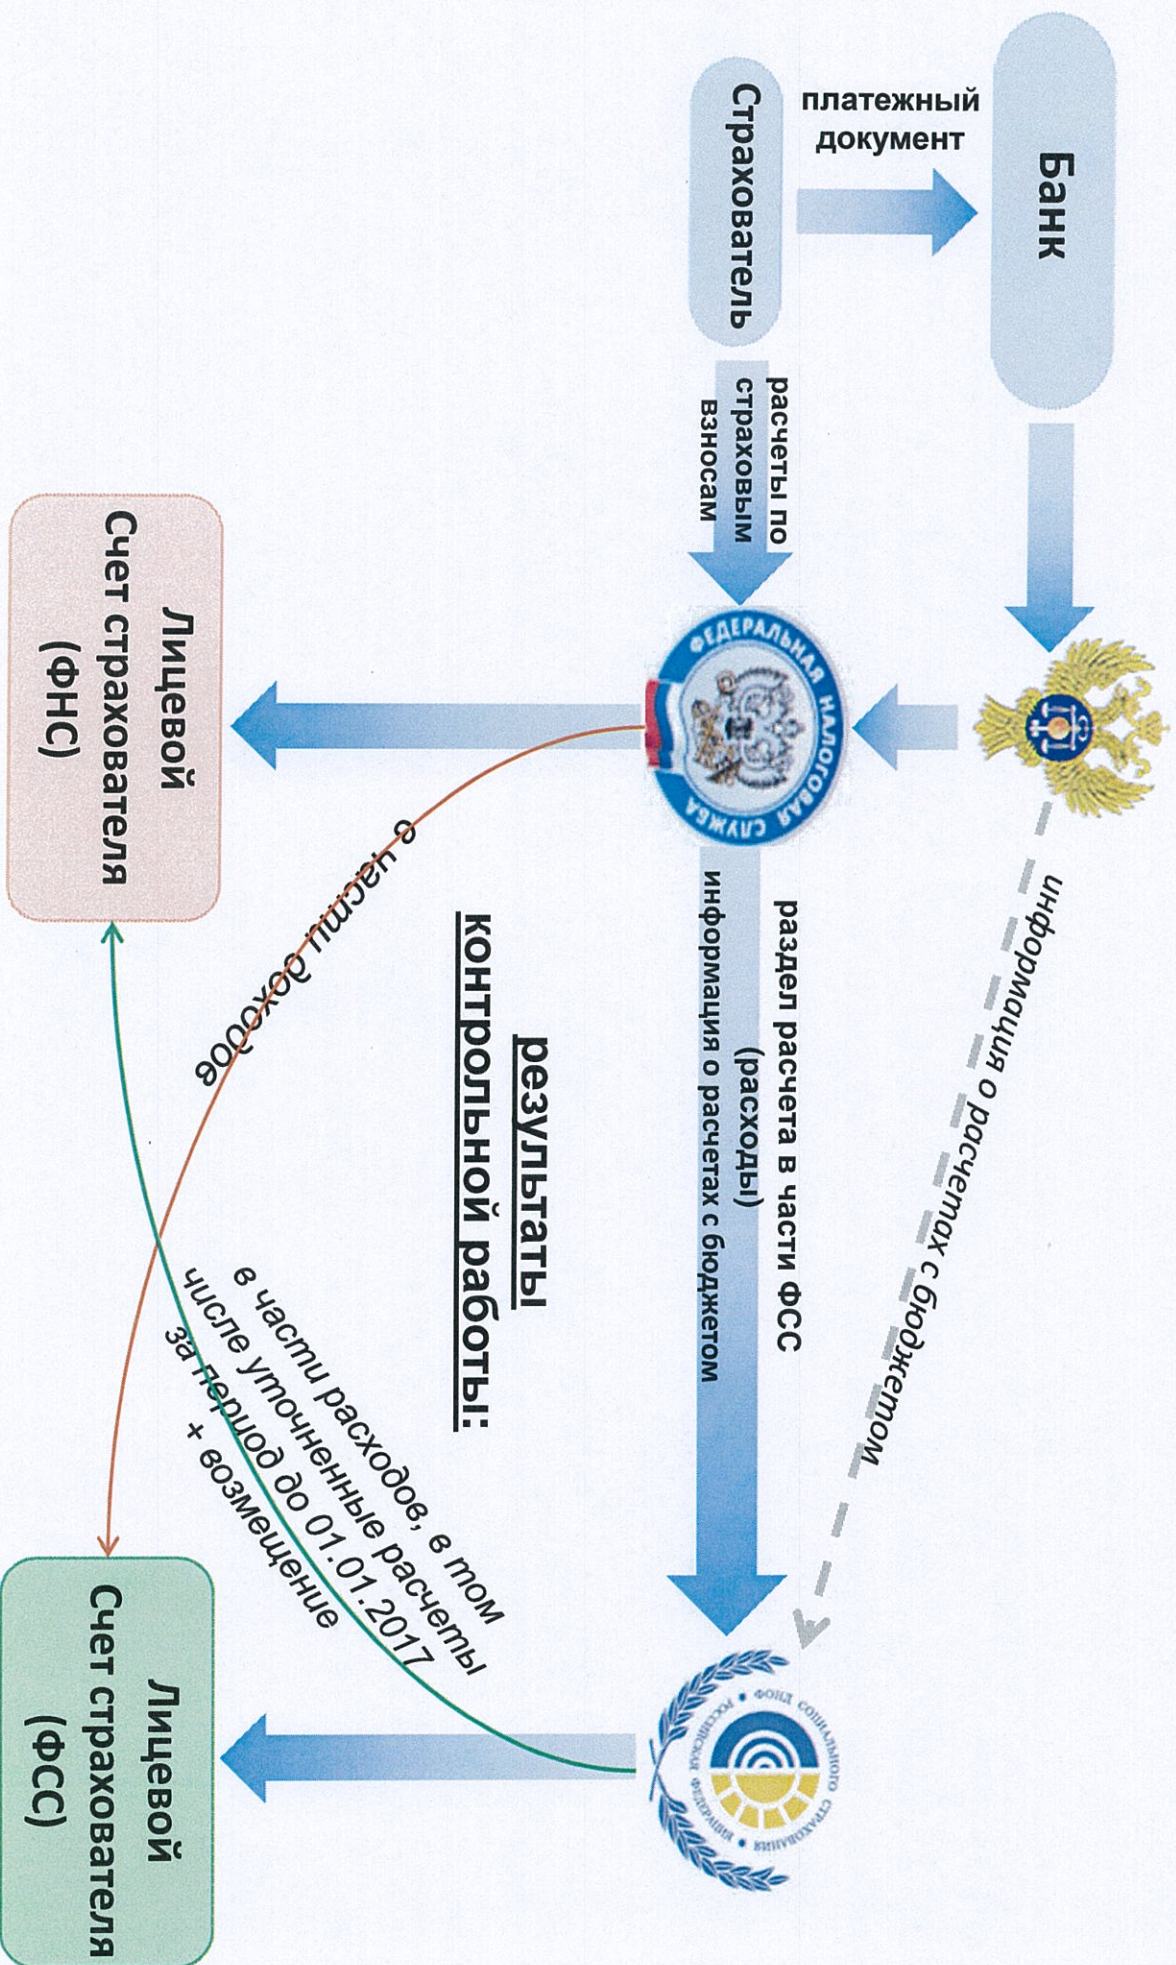 Банк
платежный
документ
Страхователь
расчеты по
страховым
взносам
ФЕДЕРАЛЬНАЯ НАЛОГОВАЯ СЛУЖБА
информация о расчетах с бюджетом
раздел расчета в части ФСС
(расходы)
информация о расчетах с бюджетом
ФОНД СОЦИАЛЬНОГО СТРАХОВАНИЯ
РОССИЙСКАЯ ФЕДЕРАЦИЯ
результаты
контрольной работы:
в части доходов
в части расходов, в том
числе уточненные расчеты
за период до 01.01.2017
+ возмещение
Лицевой
Счет страхователя
(ФНС)
Лицевой
Счет страхователя
(ФСС)